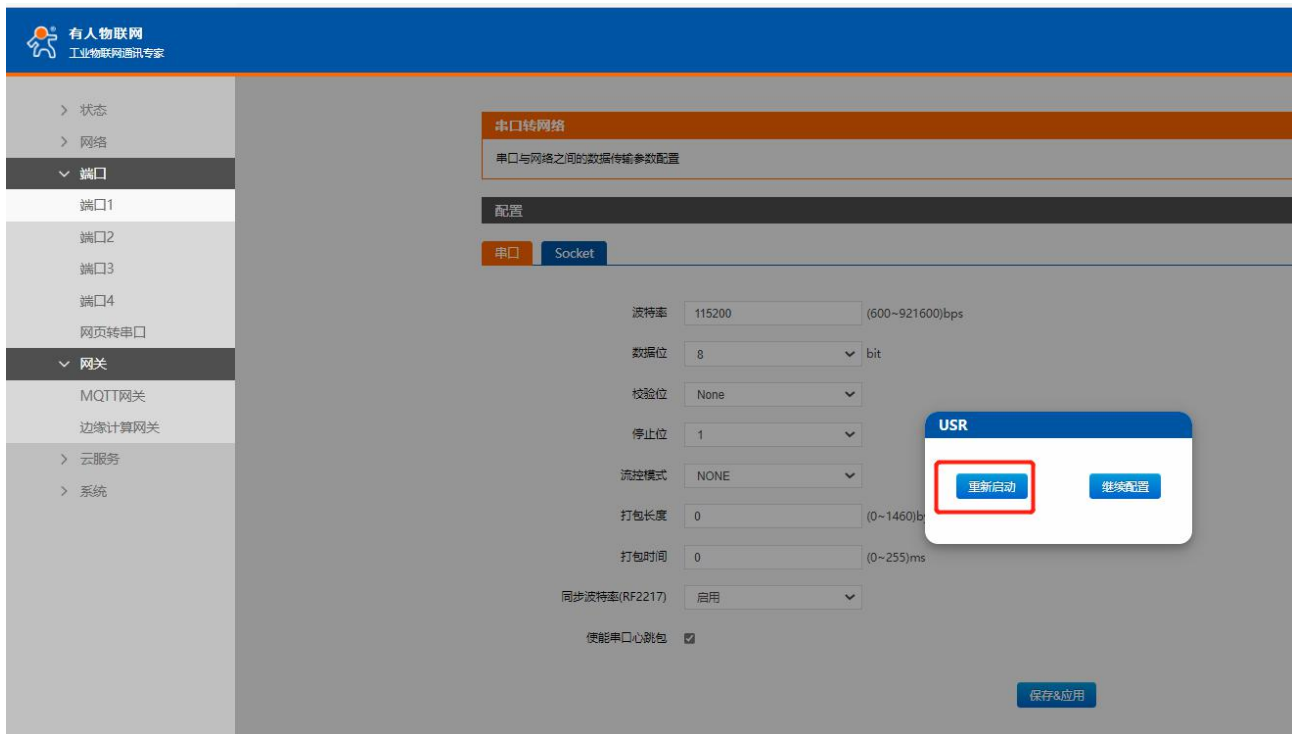 有人物联网
工业物联网通讯专家
状态
网络
端口
端口1
端口2
端口3
端口4
网页转串口
网关
MQTT网关
边缘计算网关
云服务
系统
串口转网络
串口与网络之间的数据传输参数配置
配置
串口 Socket
波特率 115200 (600~921600)bps
数据位 8 bit
校验位 None
停止位 1
流控模式 NONE
打包长度 0 (0~1460)by
打包时间 0 (0~255)ms
同步波特率(RF2217) 启用
使能串口心跳包
USR
重新启动 继续配置
保存&应用